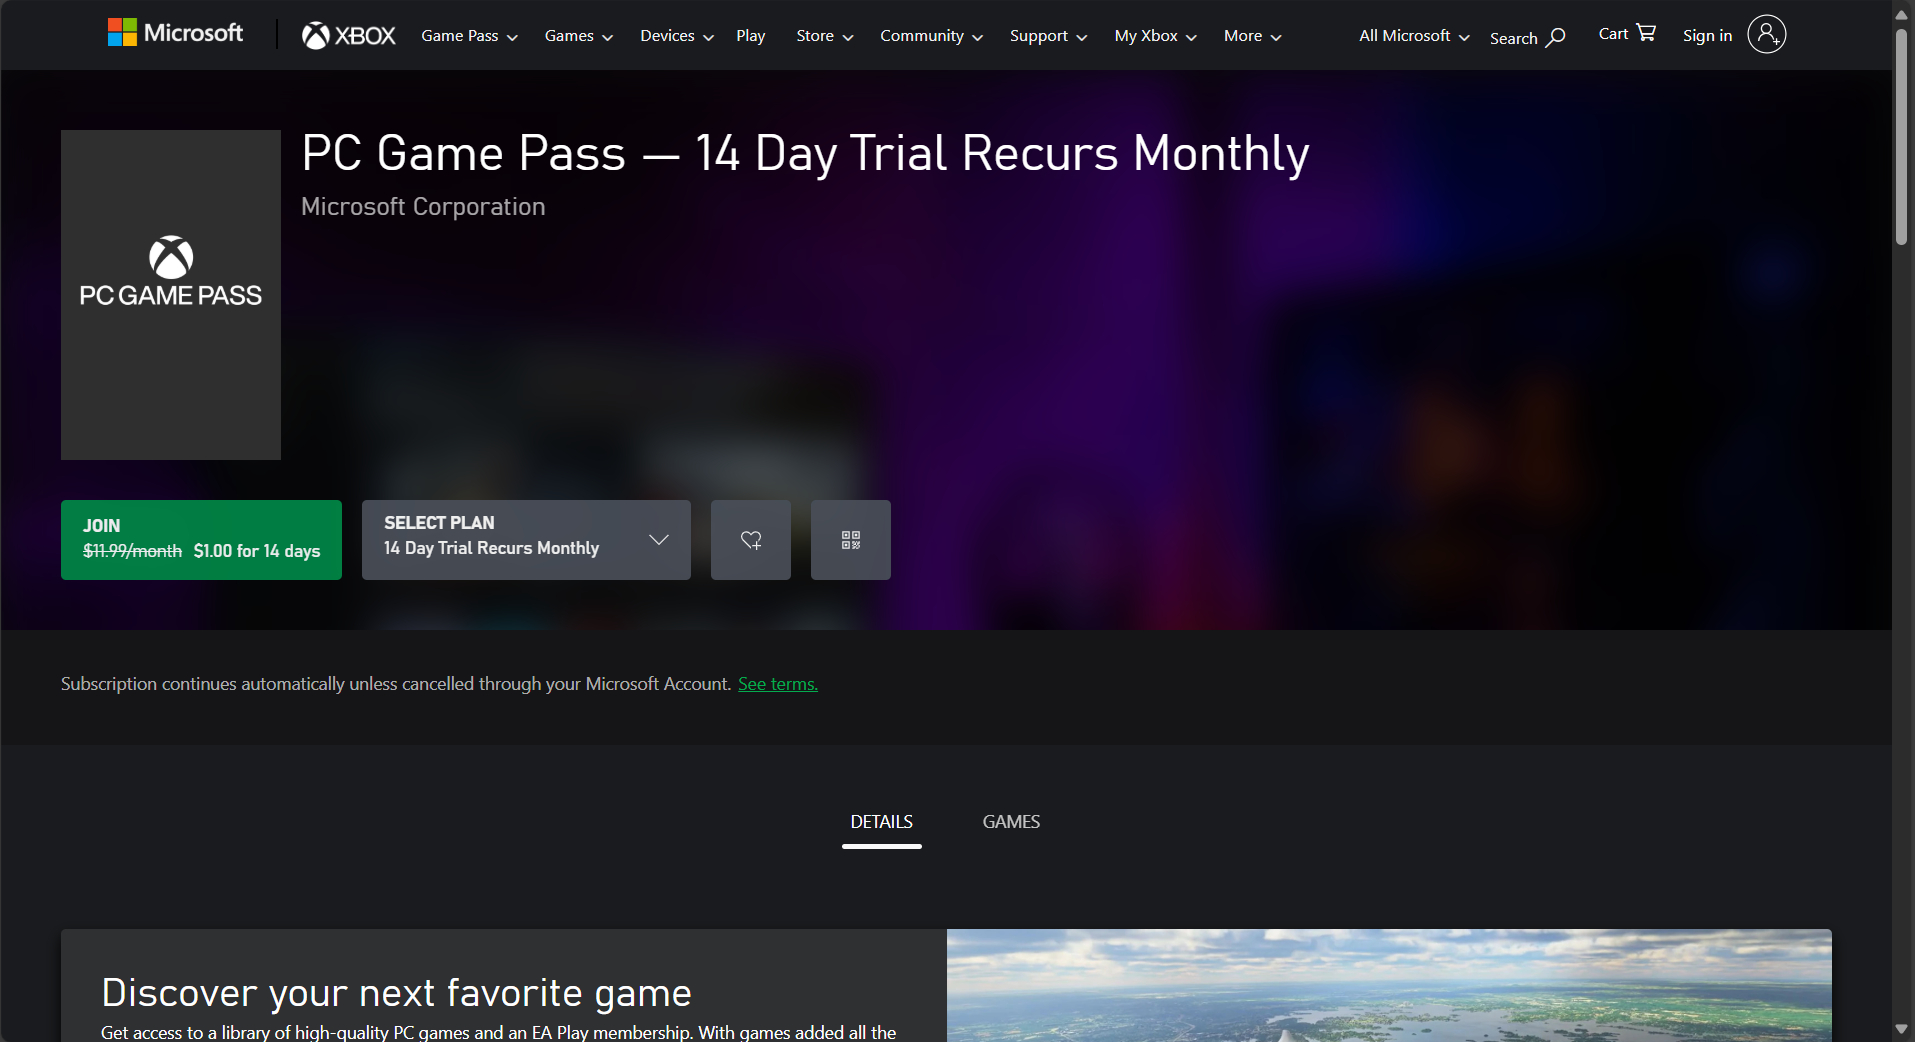 Microsoft
XBOX
Game Pass
Games
Devices
Play
Store
Community
Support
My Xbox
More
All Microsoft
Search
Cart
Sign in
PC GAME PASS
PC Game Pass — 14 Day Trial Recurs Monthly
Microsoft Corporation
JOIN
$11.99/month $1.00 for 14 days
SELECT PLAN
14 Day Trial Recurs Monthly
Subscription continues automatically unless cancelled through your Microsoft Account. See terms.
DETAILS
GAMES
Discover your next favorite game
Get access to a library of high-quality PC games and an EA Play membership. With games added all the